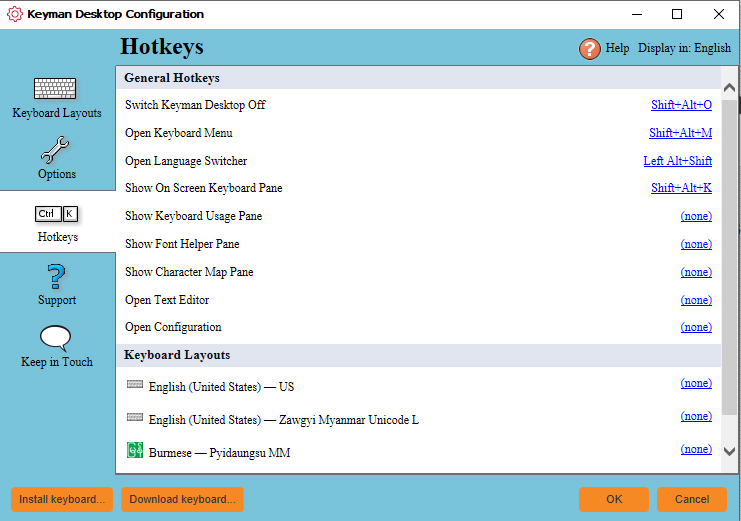 Keyman Desktop Configuration
Hotkeys
? Help Display in: English
General Hotkeys
Switch Keyman Desktop Off Shift+Alt+O
Open Keyboard Menu Shift+Alt+M
Open Language Switcher Left Alt+Shift
Show On Screen Keyboard Pane Shift+Alt+K
Show Keyboard Usage Pane (none)
Show Font Helper Pane (none)
Show Character Map Pane (none)
Open Text Editor (none)
Open Configuration (none)
Keyboard Layouts
English (United States) — US (none)
English (United States) — Zawgyi Myanmar Unicode L (none)
Burmese — Pyidaungsu MM (none)
Keyboard Layouts
Options
Ctrl K
Hotkeys
?
Support
Keep in Touch
Install keyboard... Download keyboard... OK Cancel